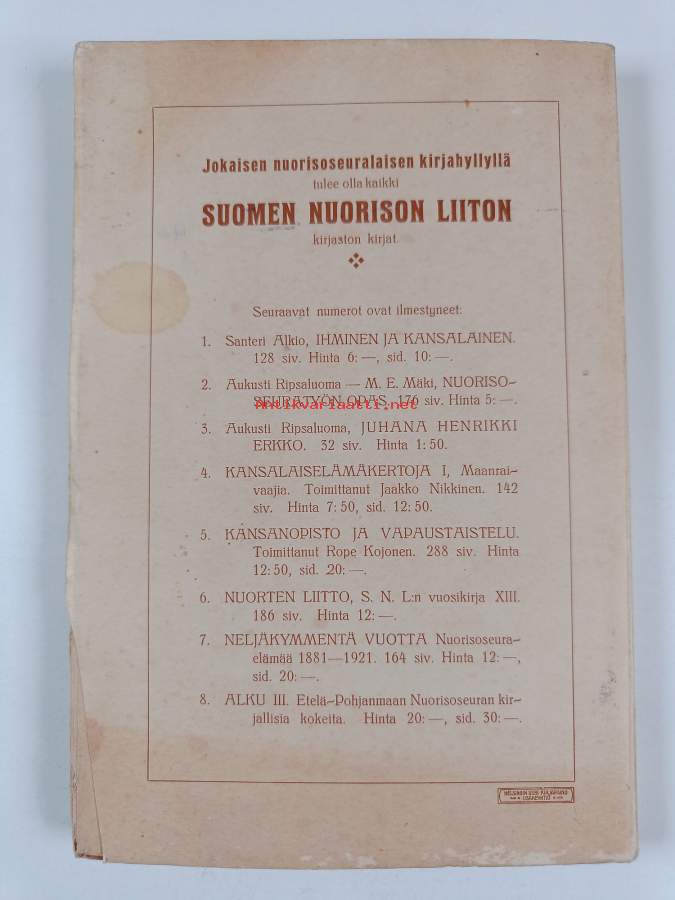 Jokaisen nuorisoseuralaisen kirjahyllyllä
tulee olla kaikki
SUOMEN NUORISON LIITON
kirjaston kirjat.
Seuraavat numerot ovat ilmestyneet:
1. Santeri Alkio, IHMINEN JA KANSALAINEN.
128 siv. Hinta 6: —, sid. 10: —.
2. Aukusti Ripsaluoma — M. E. Mäki, NUORISO-
SEURATYÖN OPAS. 176 siv. Hinta 5: —.
Antikvariaatti.net
3. Aukusti Ripsaluoma, JUHANA HENRIKKI
ERKKO. 32 siv. Hinta 1: 50.
4. KANSALAISELÄMÄKERTOJA I, Maanrai-
vaajia. Toimittanut Jaakko Nikkinen. 142
siv. Hinta 7: 50, sid. 12: 50.
5. KANSANOPISTO JA VAPAUSTAISTELU.
Toimittanut Rope Kojonen. 288 siv. Hinta
12: 50, sid. 20: —.
6. NUORTEN LIITTO, S. N. L:n vuosikirja XIII.
186 siv. Hinta 12: —.
7. NELJÄKYMMENTÄ VUOTTA Nuorisoseura-
elämää 1881—1921. 164 siv. Hinta 12: —,
sid. 20: —.
8. ALKU III. Etelä-Pohjanmaan Nuorisoseuran kir-
jallisia kokeita. Hinta 20: —, sid. 30: —.
HELSINGIN UUSI KIRJAPAINO
OSAKEYHTIÖ